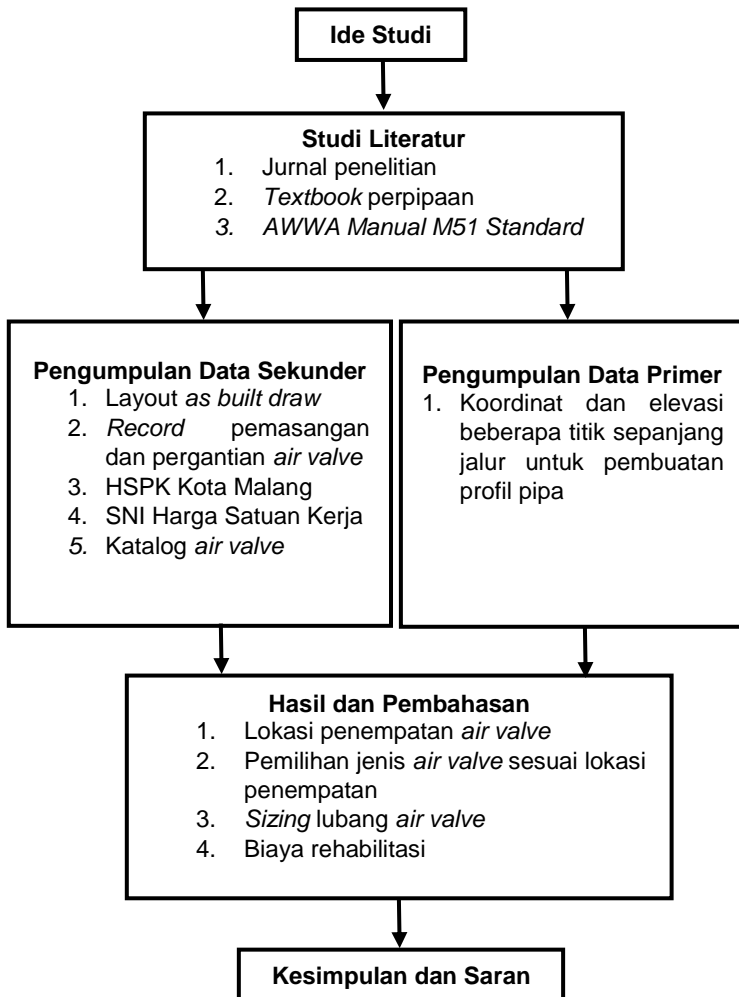 Ide Studi
Studi Literatur
1. Jurnal penelitian
2. Textbook perpipaan
3. AWWA Manual M51 Standard
Pengumpulan Data Sekunder
1. Layout as built draw
2. Record pemasangan
dan pergantian air valve
3. HSPK Kota Malang
4. SNI Harga Satuan Kerja
5. Katalog air valve
Pengumpulan Data Primer
1. Koordinat dan elevasi
beberapa titik sepanjang
jalur untuk pembuatan
profil pipa
Hasil dan Pembahasan
1. Lokasi penempatan air valve
2. Pemilihan jenis air valve sesuai lokasi
penempatan
3. Sizing lubang air valve
4. Biaya rehabilitasi
Kesimpulan dan Saran